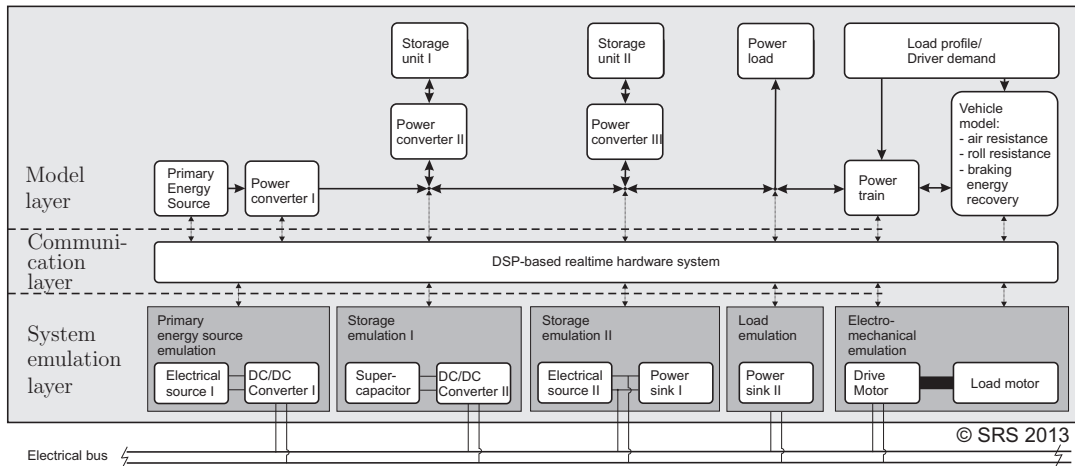 Storage
unit I
Storage
unit II
Power
load
Load profile/
Driver demand
Power
converter II
Power
converter III
Vehicle
model:
- air resistance
- roll resistance
- braking
energy
recovery
Model
layer
Primary
Energy
Source
Power
converter I
Power
train
Communi-
cation
layer
DSP-based realtime hardware system
System
emulation
layer
Primary
energy source
emulation
Electrical
source I
DC/DC
Converter I
Storage
emulation I
Super-
capacitor
DC/DC
Converter II
Storage
emulation II
Electrical
source II
Power
sink I
Load
emulation
Power
sink II
Electro-
mechanical
emulation
Drive
Motor
Load motor
© SRS 2013
Electrical bus